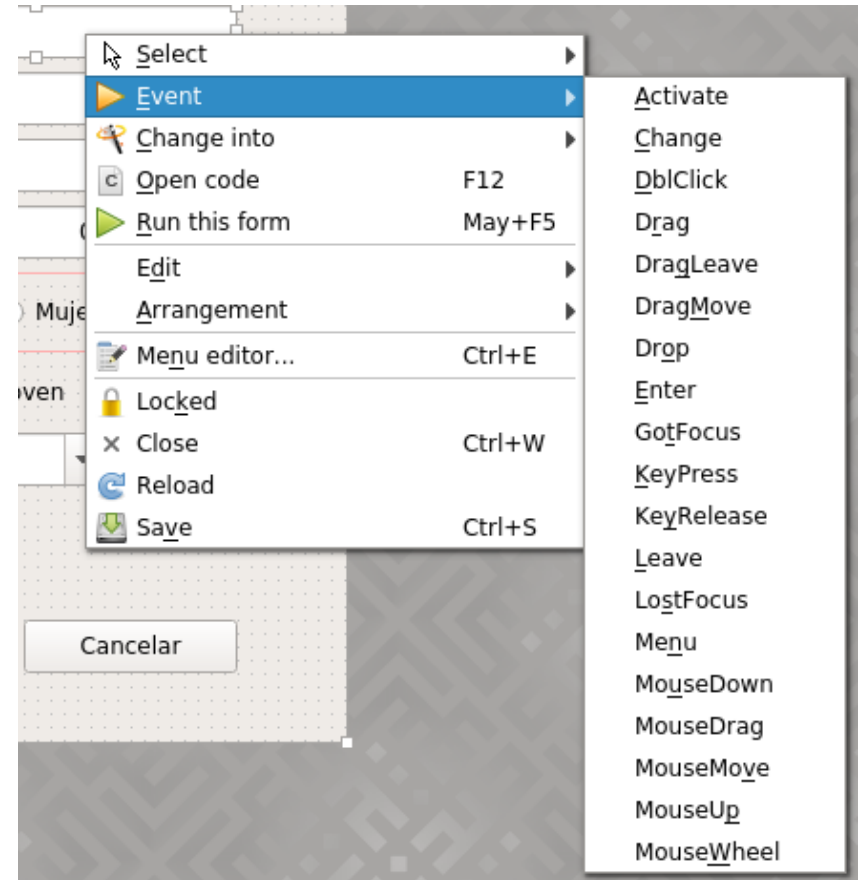 Select
Event
Change into
Open code F12
Run this form May+F5
Edit
Arrangement
Menu editor... Ctrl+E
Locked
Close Ctrl+W
Reload
Save Ctrl+S
Activate
Change
DblClick
Drag
DragLeave
DragMove
Drop
Enter
GotFocus
KeyPress
KeyRelease
Leave
LostFocus
Menu
MouseDown
MouseDrag
MouseMove
MouseUp
MouseWheel
Muje
oven
Cancelar